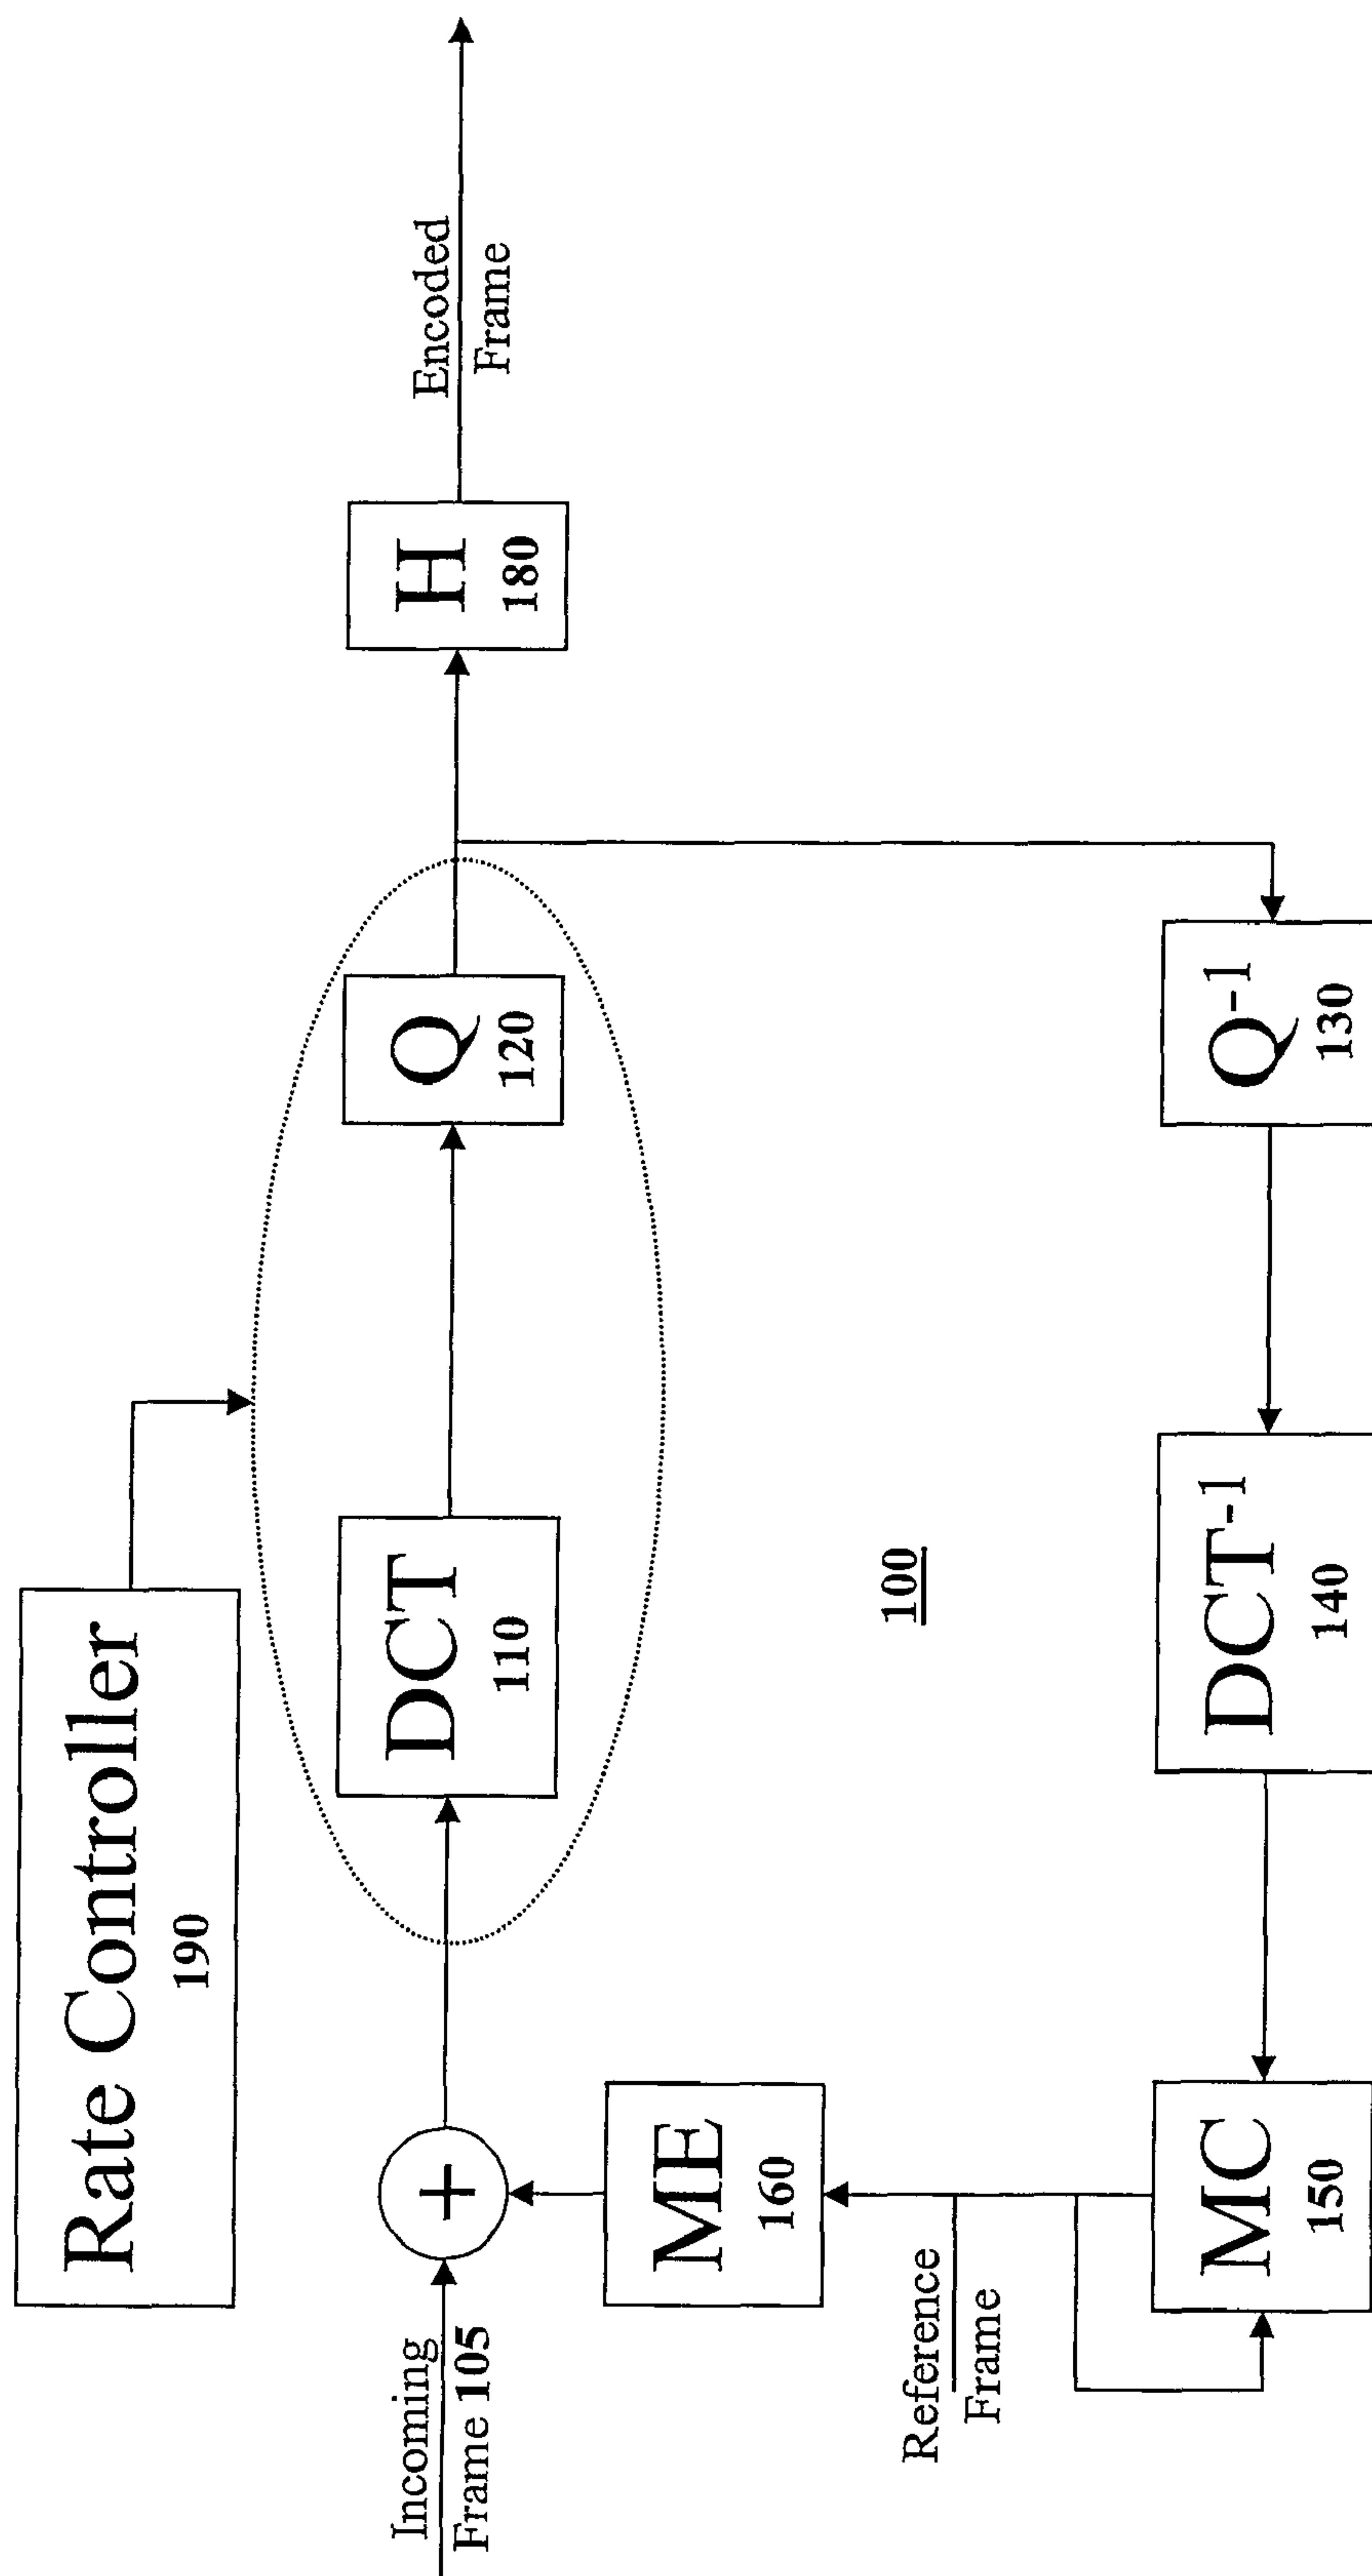 Rate Controller
190
Incoming
Frame 105
+
DCT
110
Q
120
H
180
Encoded
Frame
ME
160
100
Reference
Frame
MC
150
DCT-1
140
Q-1
130